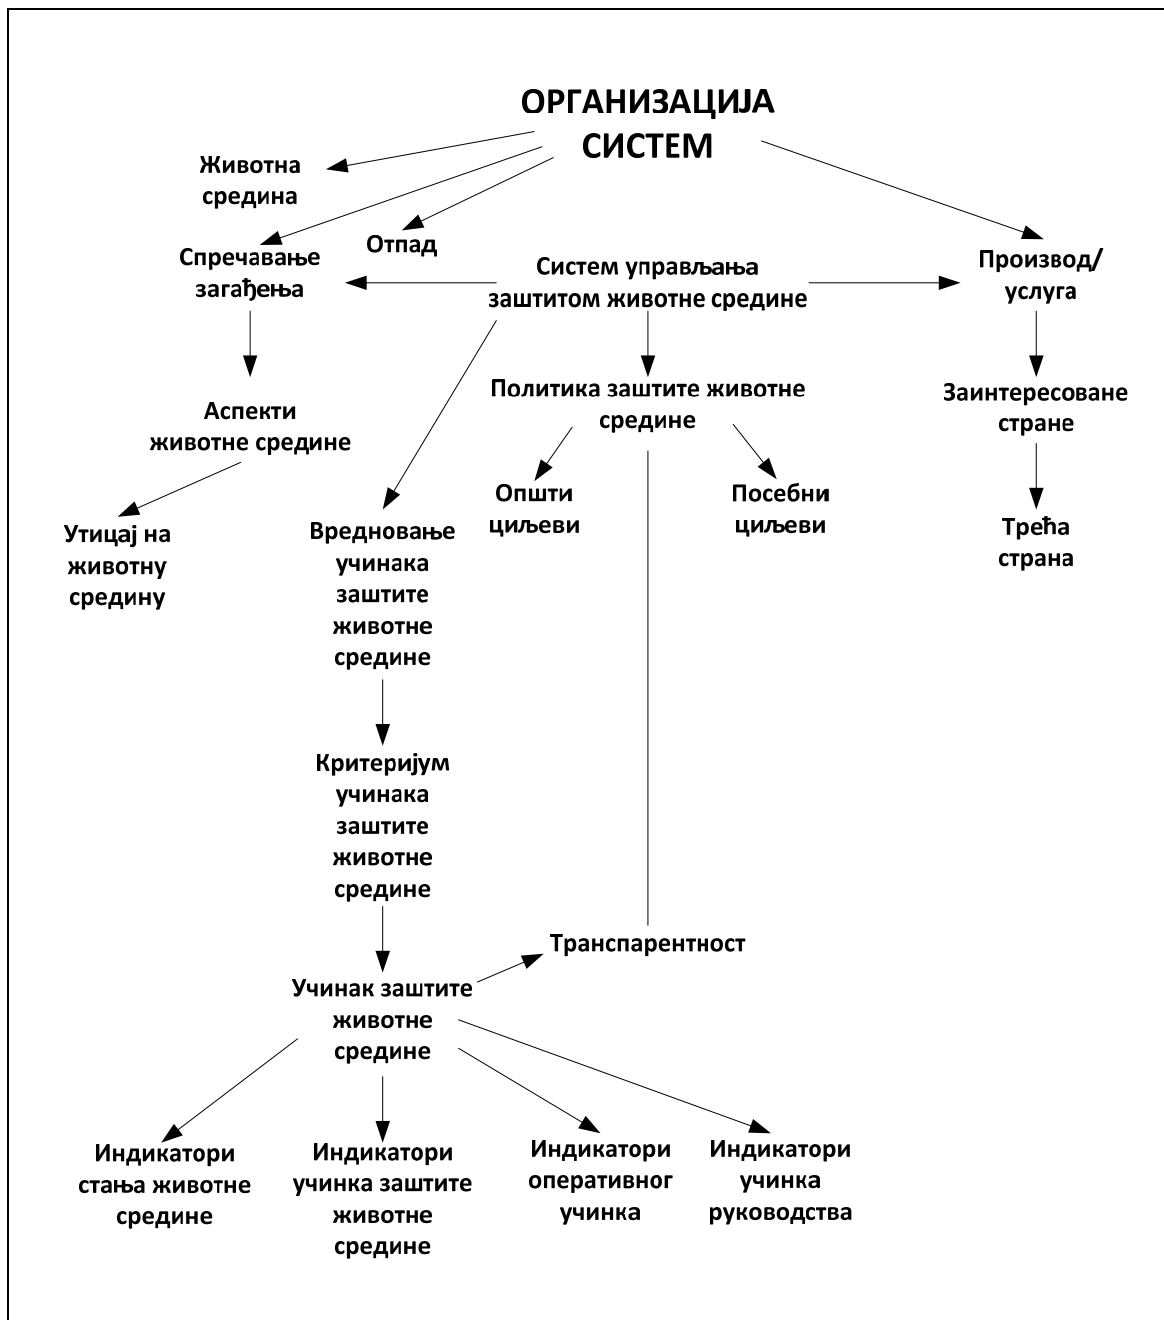 ОРГАНИЗАЦИЈА
СИСТЕМ
Животна
средина
Отпад
Спречавање
загађења
Систем управљања
заштитом животне средине
Производ/
услуга
Политика заштите животне
средине
Заинтересоване
стране
Аспекти
животне средине
Општи
циљеви
Посебни
циљеви
Трећа
страна
Утицај на
животну
средину
Вредновање
учинака
заштите
животне
средине
Критеријум
учинака
заштите
животне
средине
Транспарентност
Учинак заштите
животне
средине
Индикатори
стања животне
средине
Индикатори
учинка заштите
животне
средине
Индикатори
оперативног
учинка
Индикатори
учинка
руководства